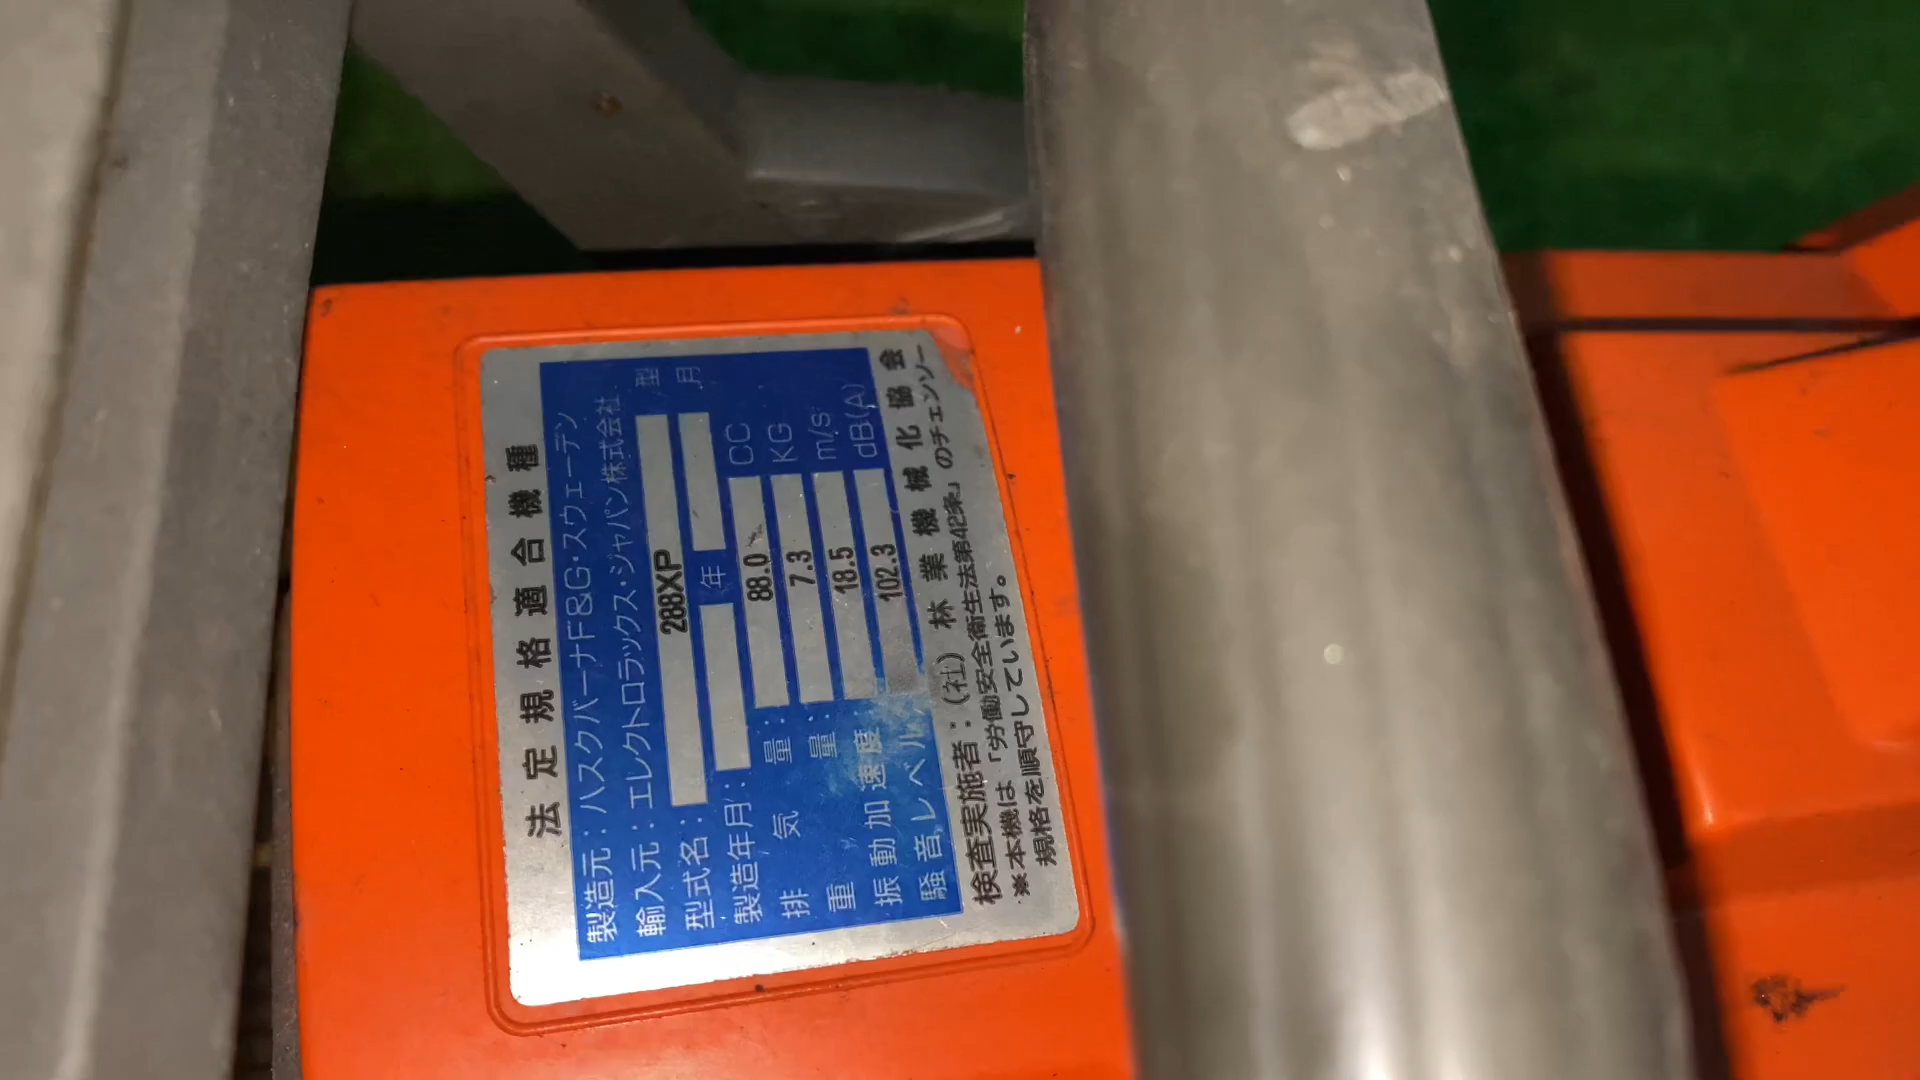 法定規格適合機種
製造元：ハスクバーナF&G・スウェーデン
輸入元：エレクトロラックス・ジャパン株式会社
型式名： 288XP 型
製造年月： 年 月
排気量： 88.0 CC
重量： 7.3 KG
振動加速度： 18.5 m/s²
騒音レベル 102.3 dB(A)
検査実施者：(社)林業機械化協会
※本機は「労働安全衛生法第42条」のチェンソー
規格を順守しています。